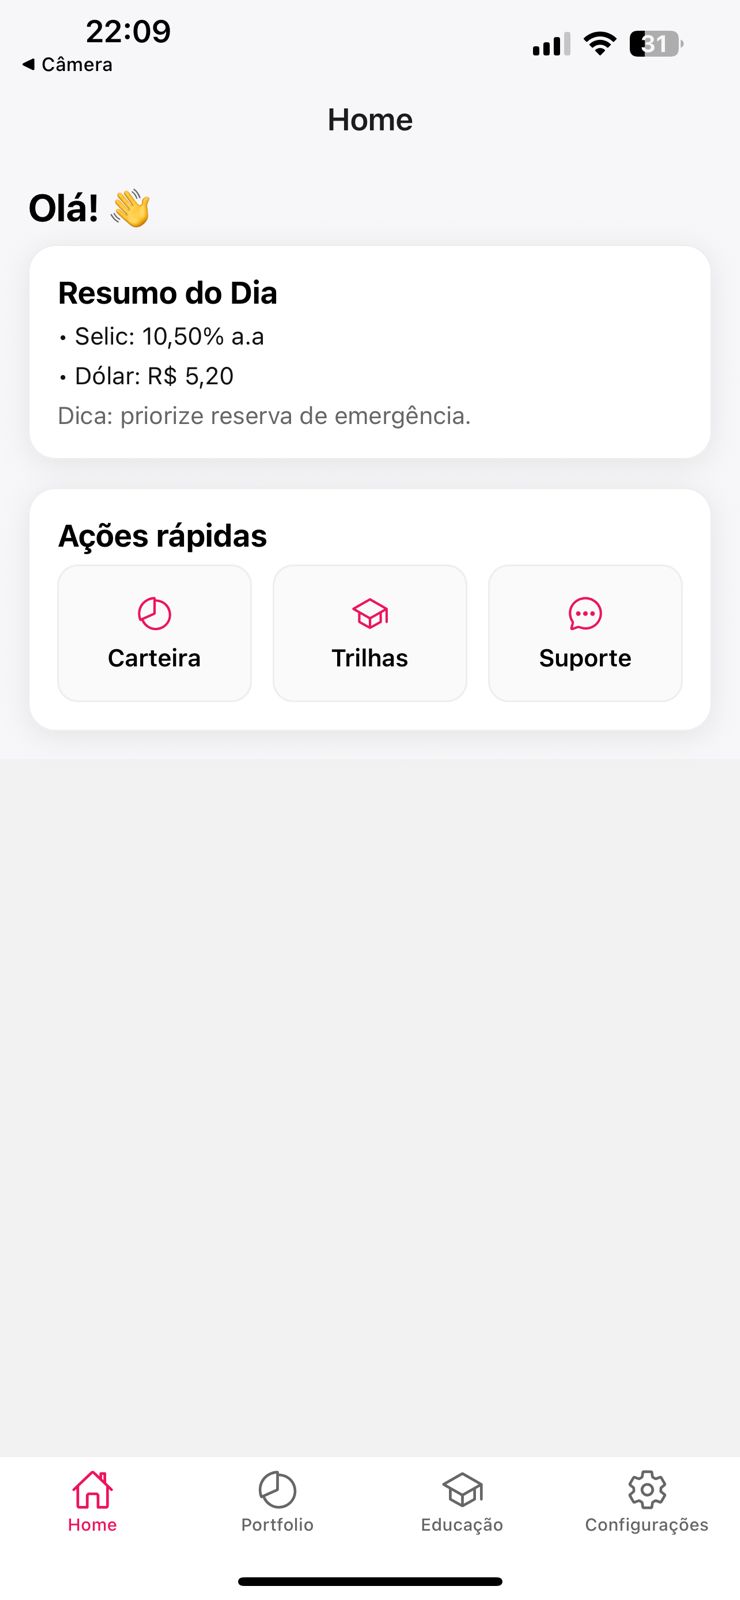 22:09
31
◀ Câmera
Home
Olá! 👋
Resumo do Dia
• Selic: 10,50% a.a
• Dólar: R$ 5,20
Dica: priorize reserva de emergência.
Ações rápidas
Carteira Trilhas Suporte
Home Portfolio Educação Configurações